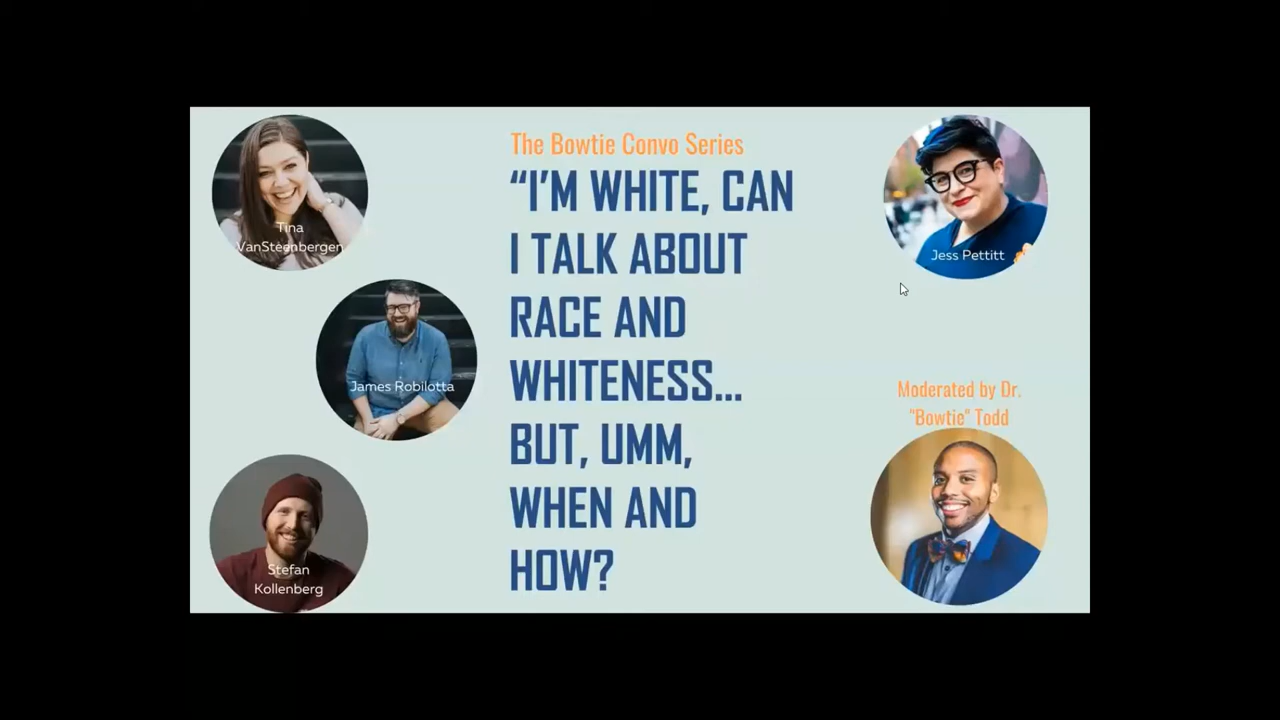 The Bowtie Convo Series
“I’M WHITE, CAN
I TALK ABOUT
RACE AND
WHITENESS...
BUT, UMM,
WHEN AND
HOW?
Tina
VanSteenbergen
James Robilotta
Stefan
Kollenberg
Jess Pettitt
Moderated by Dr.
"Bowtie" Todd